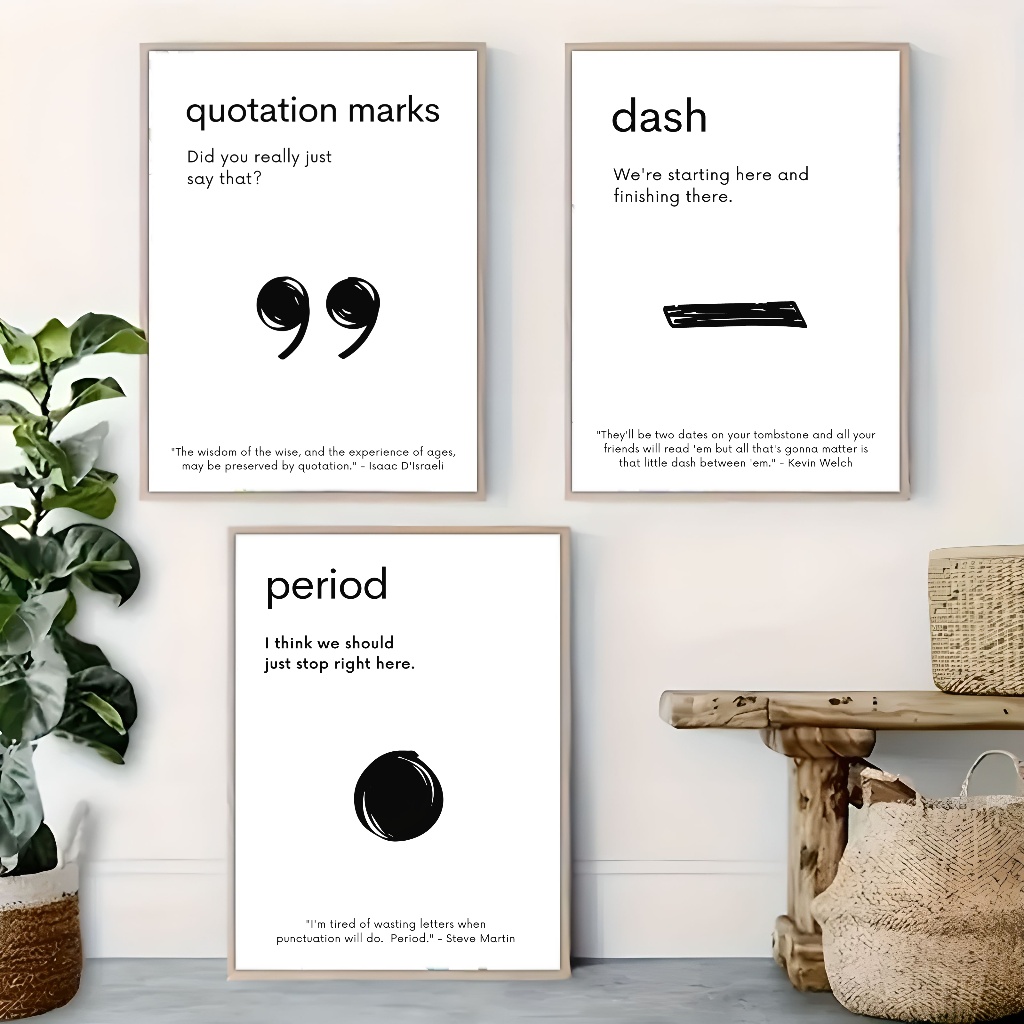 quotation marks
Did you really just
say that?
"The wisdom of the wise, and the experience of ages,
may be preserved by quotation." - Isaac D'Israeli
dash
We're starting here and
finishing there.
"They'll be two dates on your tombstone and all your
friends will read 'em but all that's gonna matter is
that little dash between 'em." - Kevin Welch
period
I think we should
just stop right here.
"I'm tired of wasting letters when
punctuation will do. Period." - Steve Martin